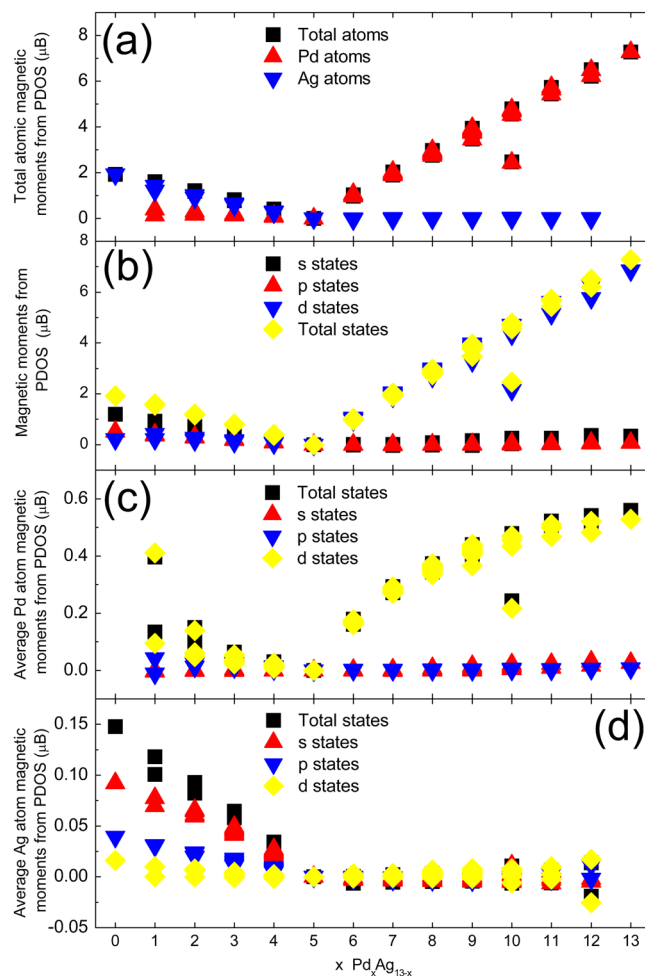 (a)
Total atoms
Pd atoms
Ag atoms
Total atomic magnetic
moments from PDOS (μB)
8
6
4
2
0
(b)
s states
p states
d states
Total states
Magnetic moments from
PDOS (μB)
8
6
4
2
0
(c)
Total states
s states
p states
d states
Average Pd atom magnetic
moments from PDOS (μB)
0.6
0.4
0.2
0.0
(d)
Total states
s states
p states
d states
Average Ag atom magnetic
moments from PDOS (μB)
0.15
0.10
0.05
0.00
-0.05
0 1 2 3 4 5 6 7 8 9 10 11 12 13
x PdxAg13-x